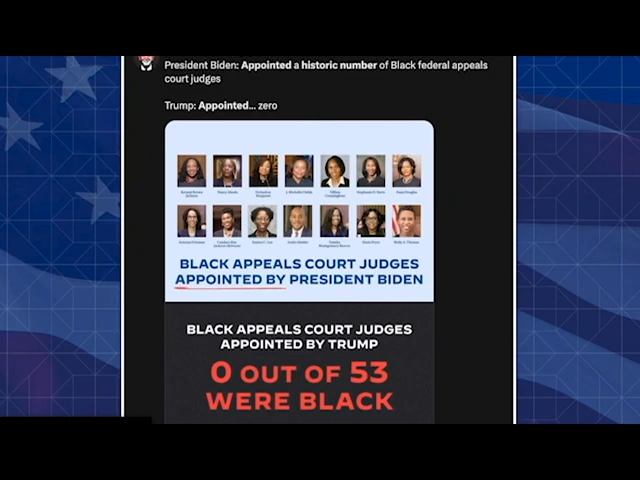 President Biden: Appointed a historic number of Black federal appeals
court judges
Trump: Appointed... zero
BLACK APPEALS COURT JUDGES
APPOINTED BY PRESIDENT BIDEN
BLACK APPEALS COURT JUDGES
APPOINTED BY TRUMP
0 OUT OF 53
WERE BLACK